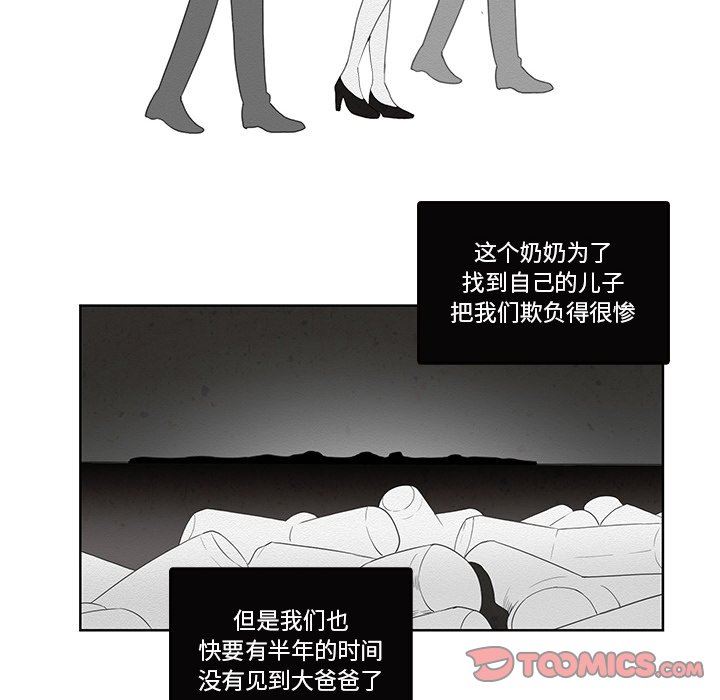 这个奶奶为了
找到自己的儿子
把我们欺负得很惨
但是我们也
快要有半年的时间
没有见到大爸爸了
TOOMICS.COM